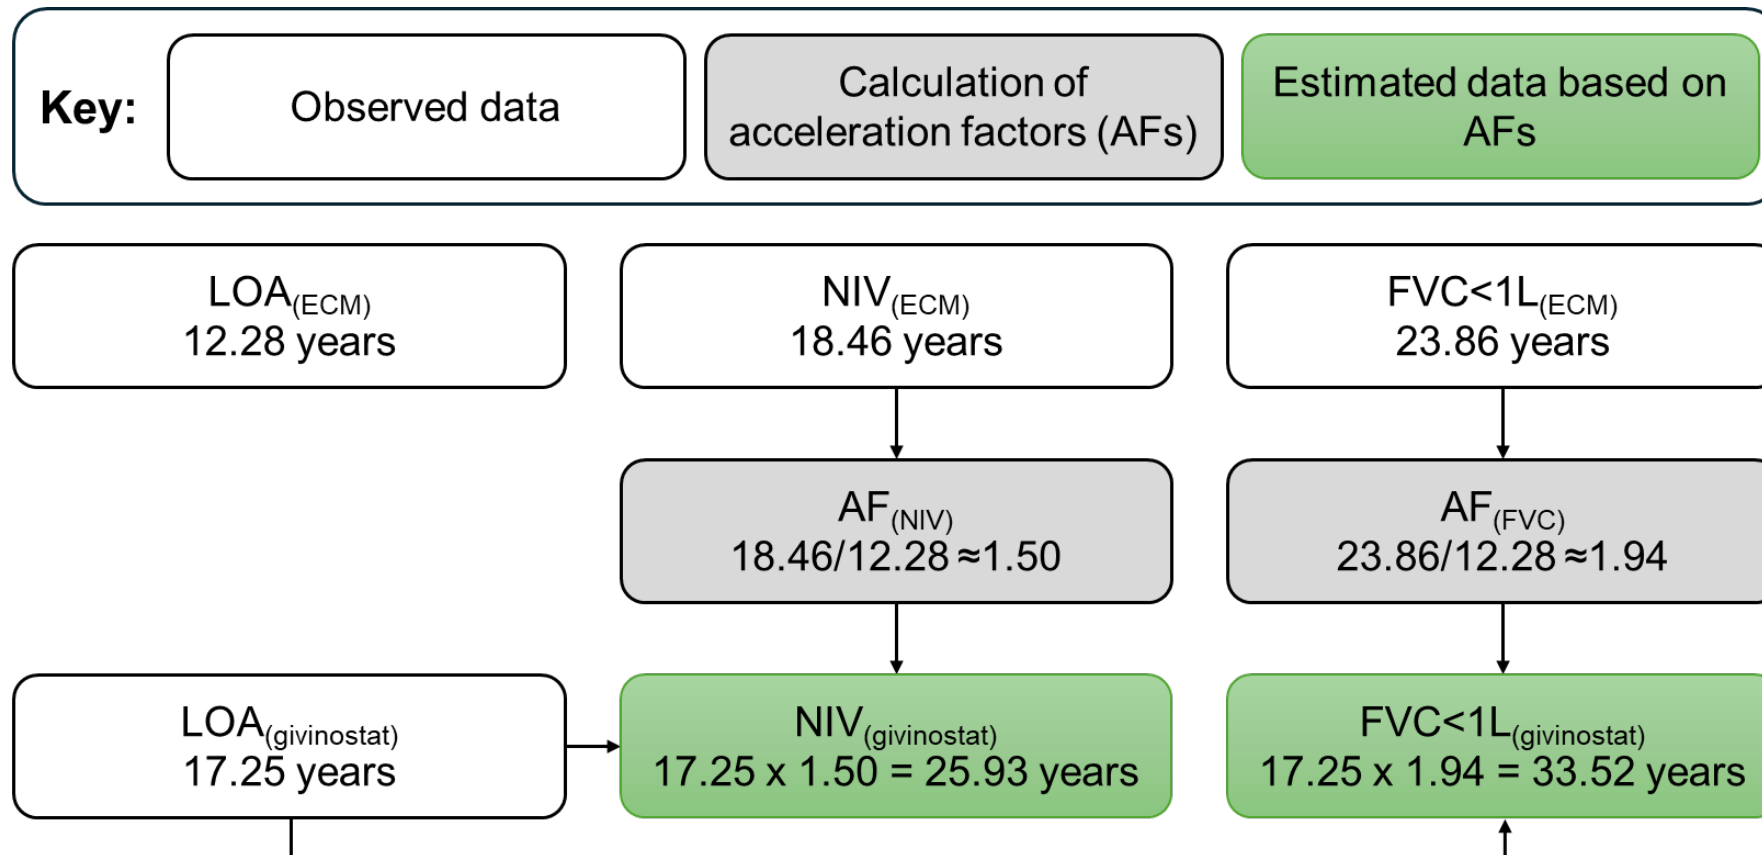 Key:
Observed data
Calculation of
acceleration factors (AFs)
Estimated data based on
AFs
LOA(ECM)
12.28 years
NIV(ECM)
18.46 years
FVC<1L(ECM)
23.86 years
AF(NIV)
18.46/12.28 ≈1.50
AF(FVC)
23.86/12.28 ≈1.94
LOA(givinostat)
17.25 years
NIV(givinostat)
17.25 x 1.50 = 25.93 years
FVC<1L(givinostat)
17.25 x 1.94 = 33.52 years